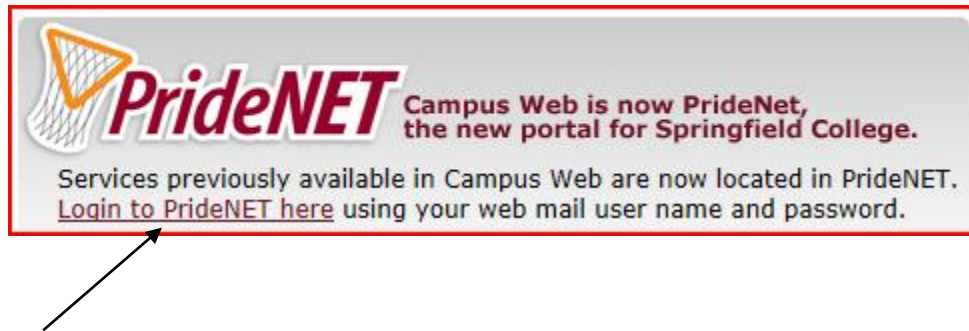 PrideNET
Campus Web is now PrideNet,
the new portal for Springfield College.
Services previously available in Campus Web are now located in PrideNET.
Login to PrideNET here using your web mail user name and password.